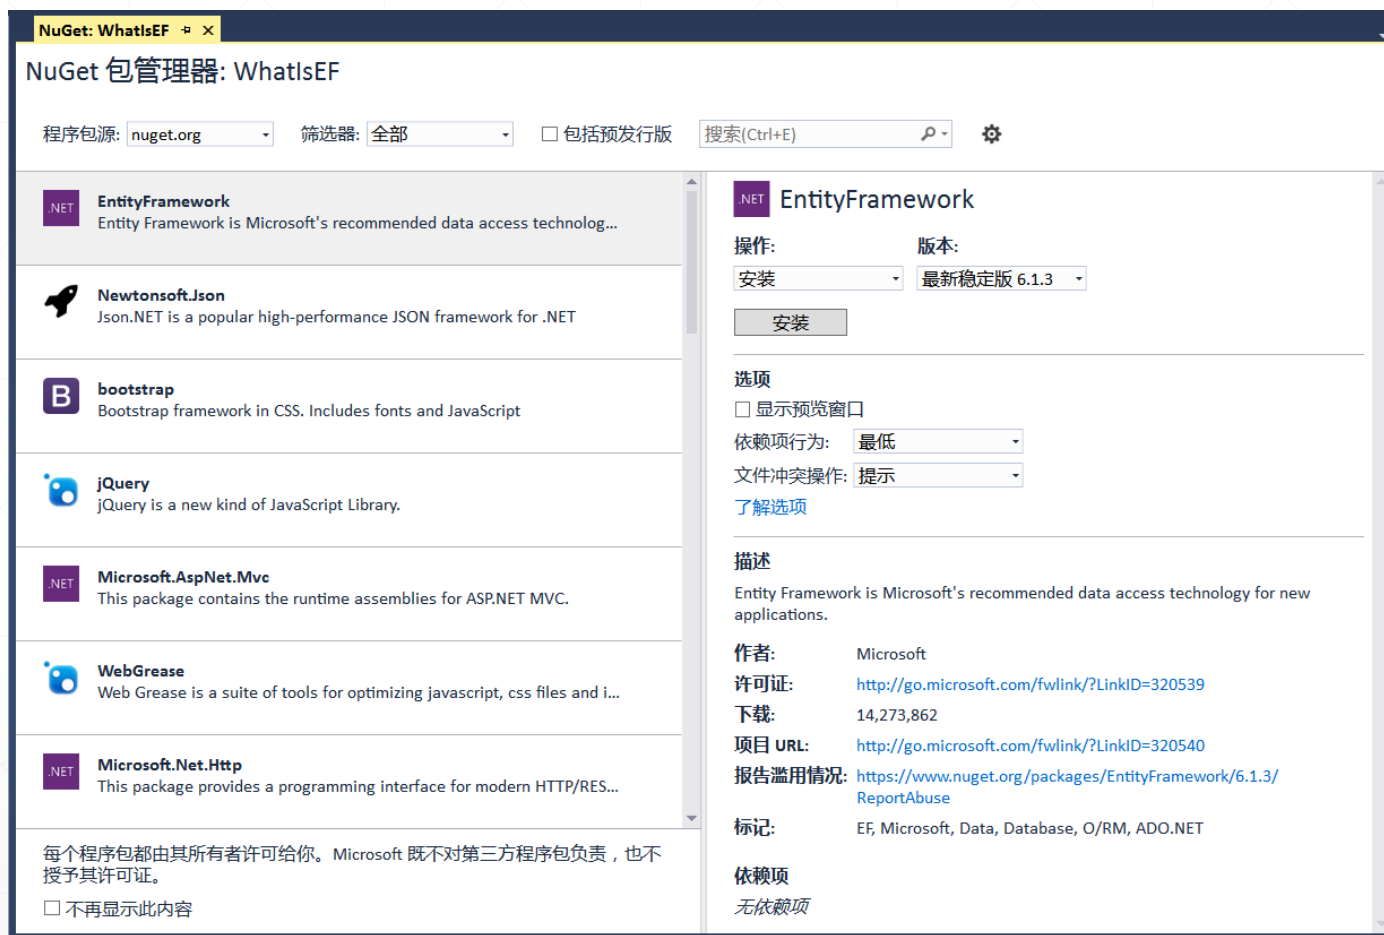 NuGet: WhatIsEF
NuGet 包管理器: WhatIsEF
程序包源: nuget.org 筛选器: 全部 包括预发行版 搜索(Ctrl+E)
.NET
EntityFramework
Entity Framework is Microsoft's recommended data access technolog...
Newtonsoft.Json
Json.NET is a popular high-performance JSON framework for .NET
B
bootstrap
Bootstrap framework in CSS. Includes fonts and JavaScript
jQuery
jQuery is a new kind of JavaScript Library.
.NET
Microsoft.AspNet.Mvc
This package contains the runtime assemblies for ASP.NET MVC.
WebGrease
Web Grease is a suite of tools for optimizing javascript, css files and i...
.NET
Microsoft.Net.Http
This package provides a programming interface for modern HTTP/RES...
每个程序包都由其所有者许可给你。Microsoft 既不对第三方程序包负责，也不
授予其许可证。
不再显示此内容
.NET EntityFramework
操作: 版本:
安装 最新稳定版 6.1.3
安装
选项
显示预览窗口
依赖项行为: 最低
文件冲突操作: 提示
了解选项
描述
Entity Framework is Microsoft's recommended data access technology for new
applications.
作者: Microsoft
许可证: http://go.microsoft.com/fwlink/?LinkID=320539
下载: 14,273,862
项目 URL: http://go.microsoft.com/fwlink/?LinkID=320540
报告滥用情况: https://www.nuget.org/packages/EntityFramework/6.1.3/
ReportAbuse
标记: EF, Microsoft, Data, Database, O/RM, ADO.NET
依赖项
无依赖项